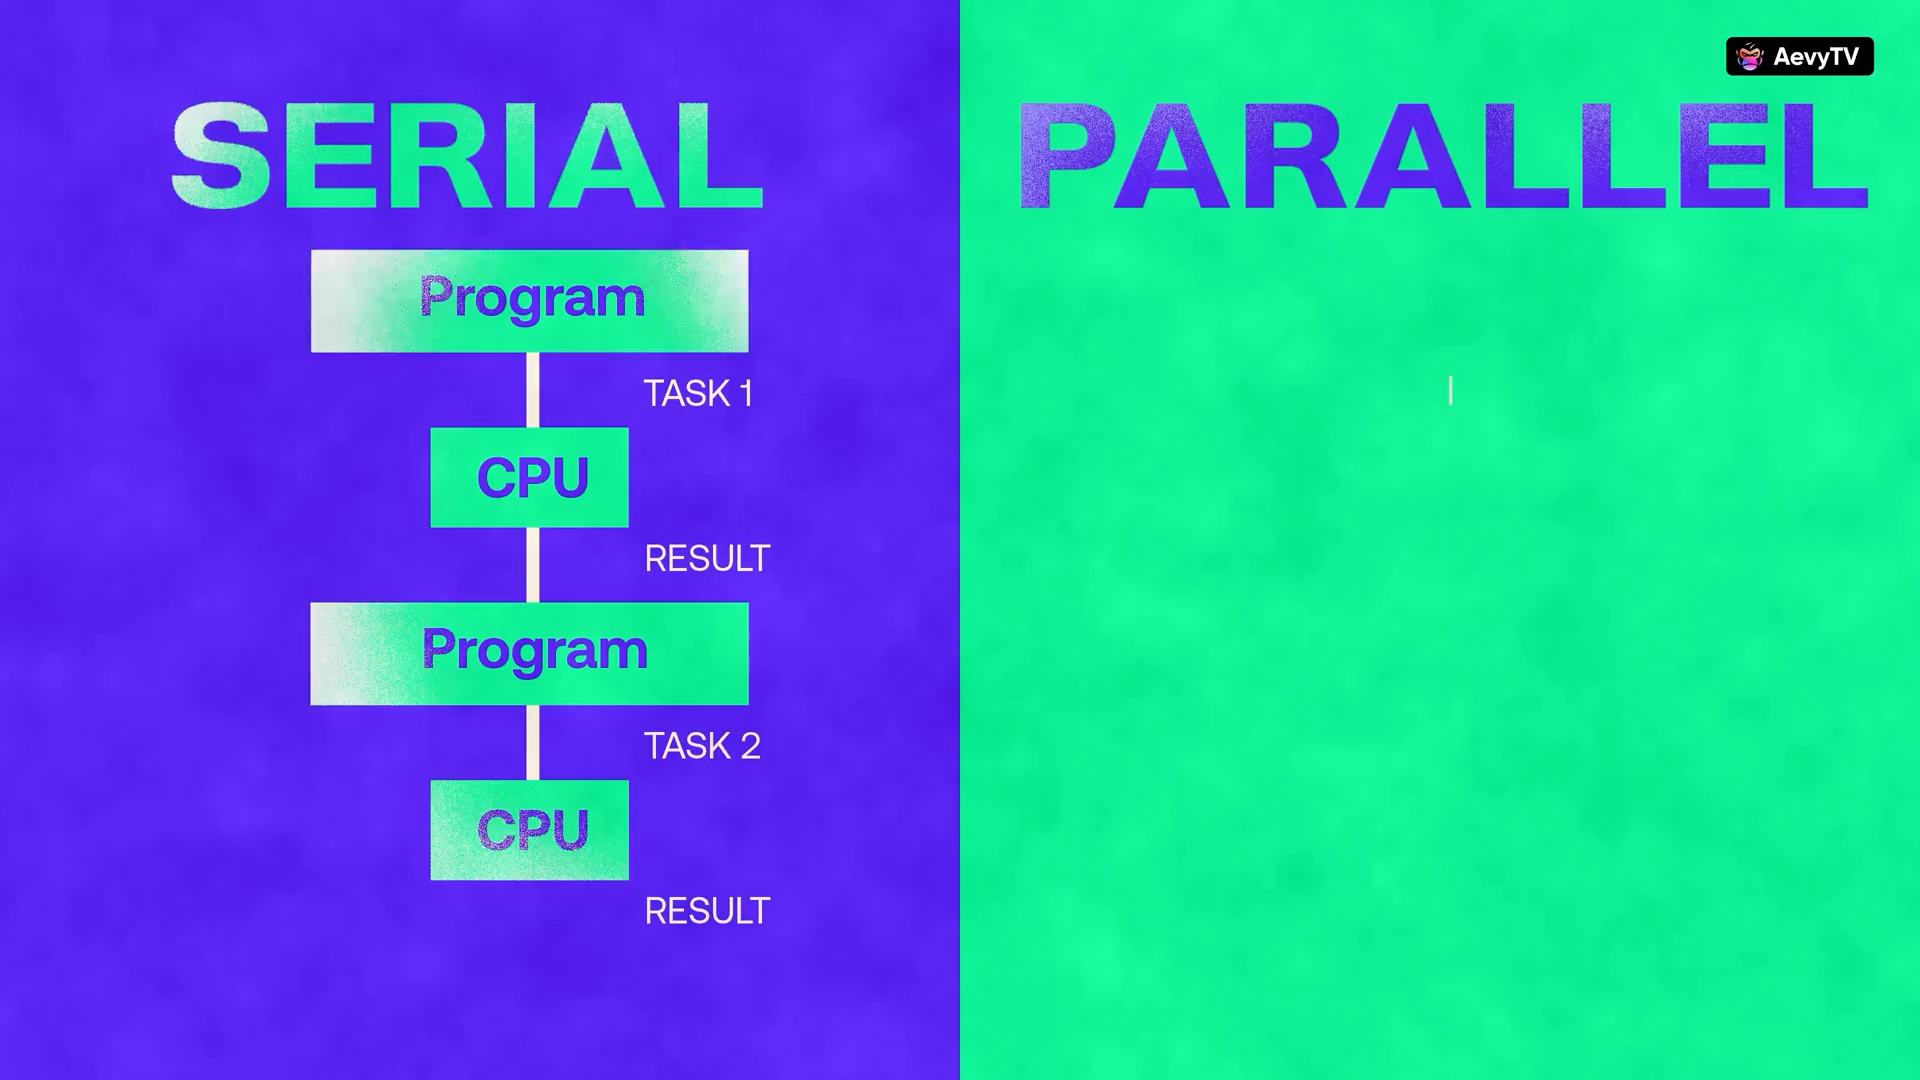 AevyTV
SERIAL
Program
TASK 1
CPU
RESULT
Program
TASK 2
CPU
RESULT
PARALLEL